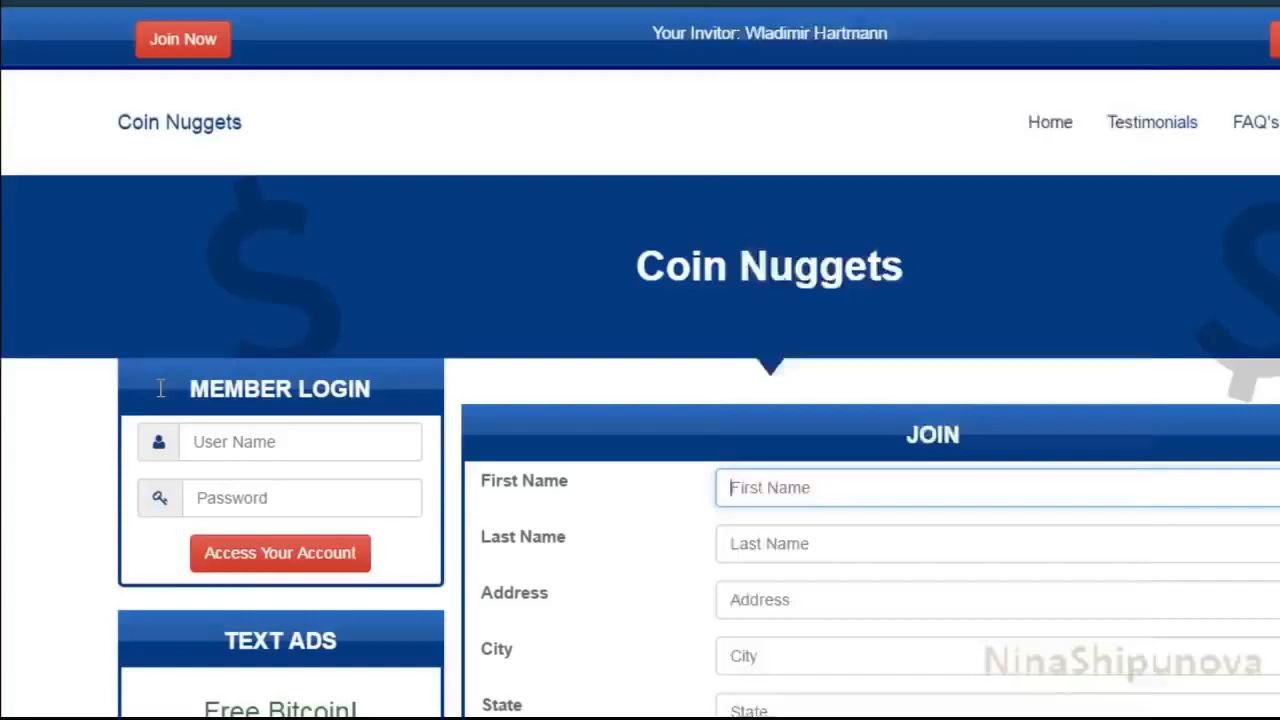 Join Now
Your Invitor: Wladimir Hartmann
Coin Nuggets
Home Testimonials FAQ's
Coin Nuggets
MEMBER LOGIN
User Name
Password
Access Your Account
TEXT ADS
Free Bitcoin!
JOIN
First Name First Name
Last Name Last Name
Address Address
City City
State State
NinaShipunova